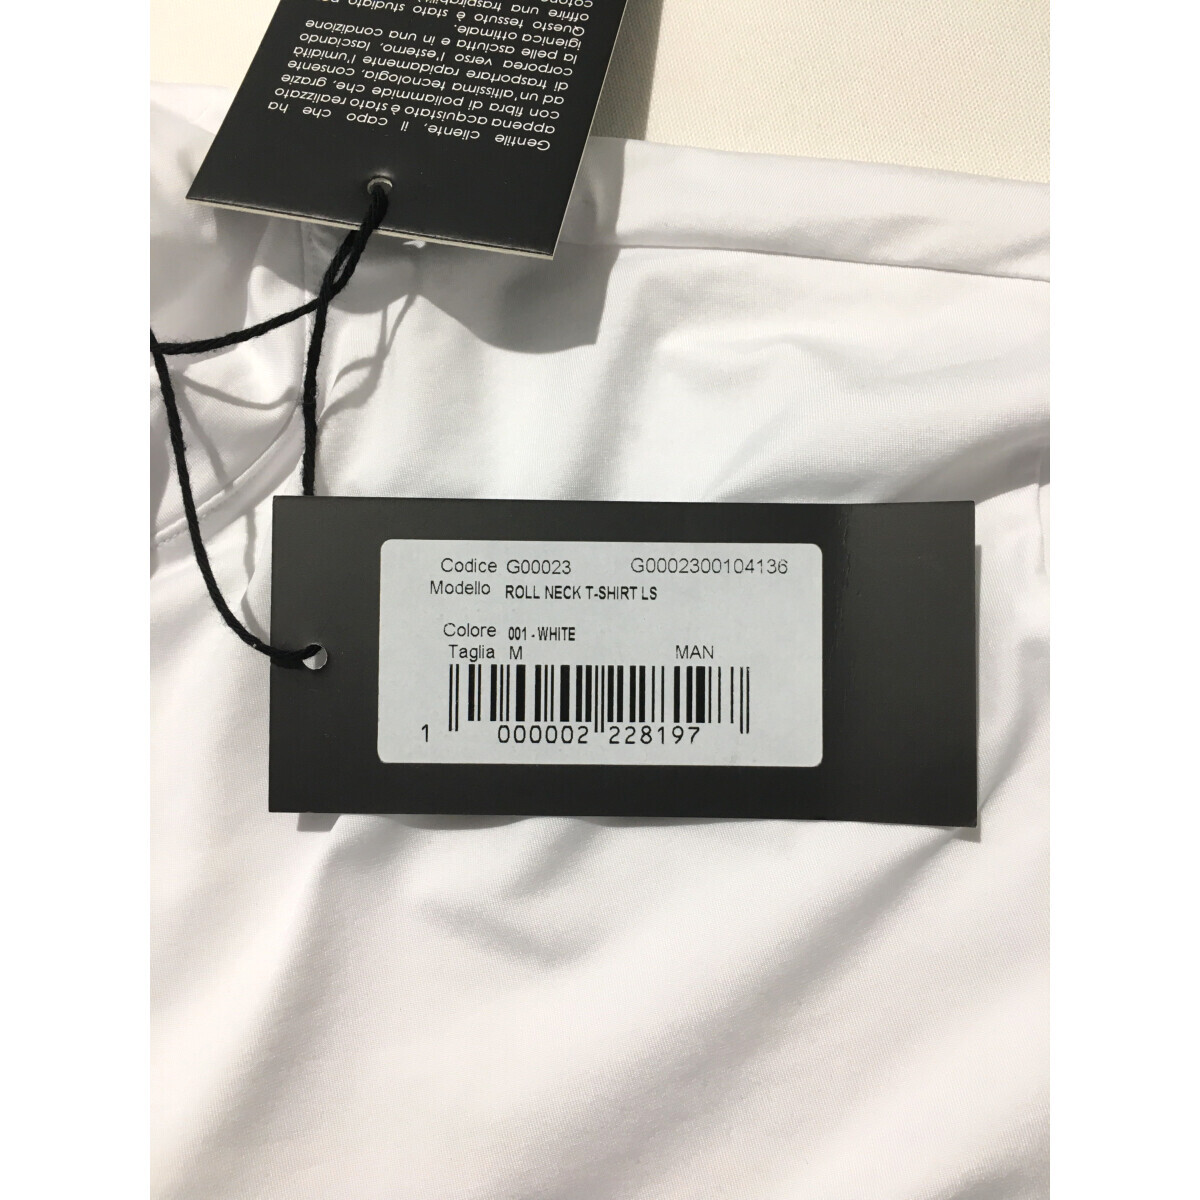 Gentile cliente, il capo che ha
appena acquistato è stato realizzato
con fibra di poliammide che, grazie
ad un'altissima tecnologia, consente
di trasportare rapidamente l'umidità
corporea verso l'esterno, lasciando
la pelle asciutta e in una condizione
igienica ottimale.
Questo tessuto è stato studiato
offrire una traspirabilità
Codice G00023 G0002300104136
Modello ROLL NECK T-SHIRT LS
Colore 001 - WHITE
Taglia M MAN
1 000002 228197